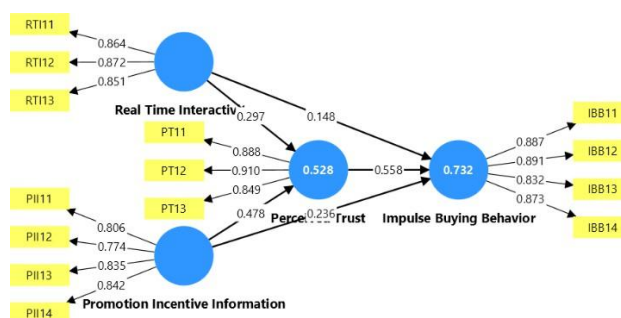 RTI11
0.864
RTI12
0.872
RTI13
0.851
Real Time Interactiv
0.297
0.148
PT11
0.888
PT12
0.910
PT13
0.849
0.528
0.558
0.732
Perceived Trust
Impulse Buying Behavior
0.887
IBB11
0.891
IBB12
0.832
IBB13
0.873
IBB14
PII11
0.806
PII12
0.774
PII13
0.835
PII14
0.842
0.478
0.236
Promotion Incentive Information